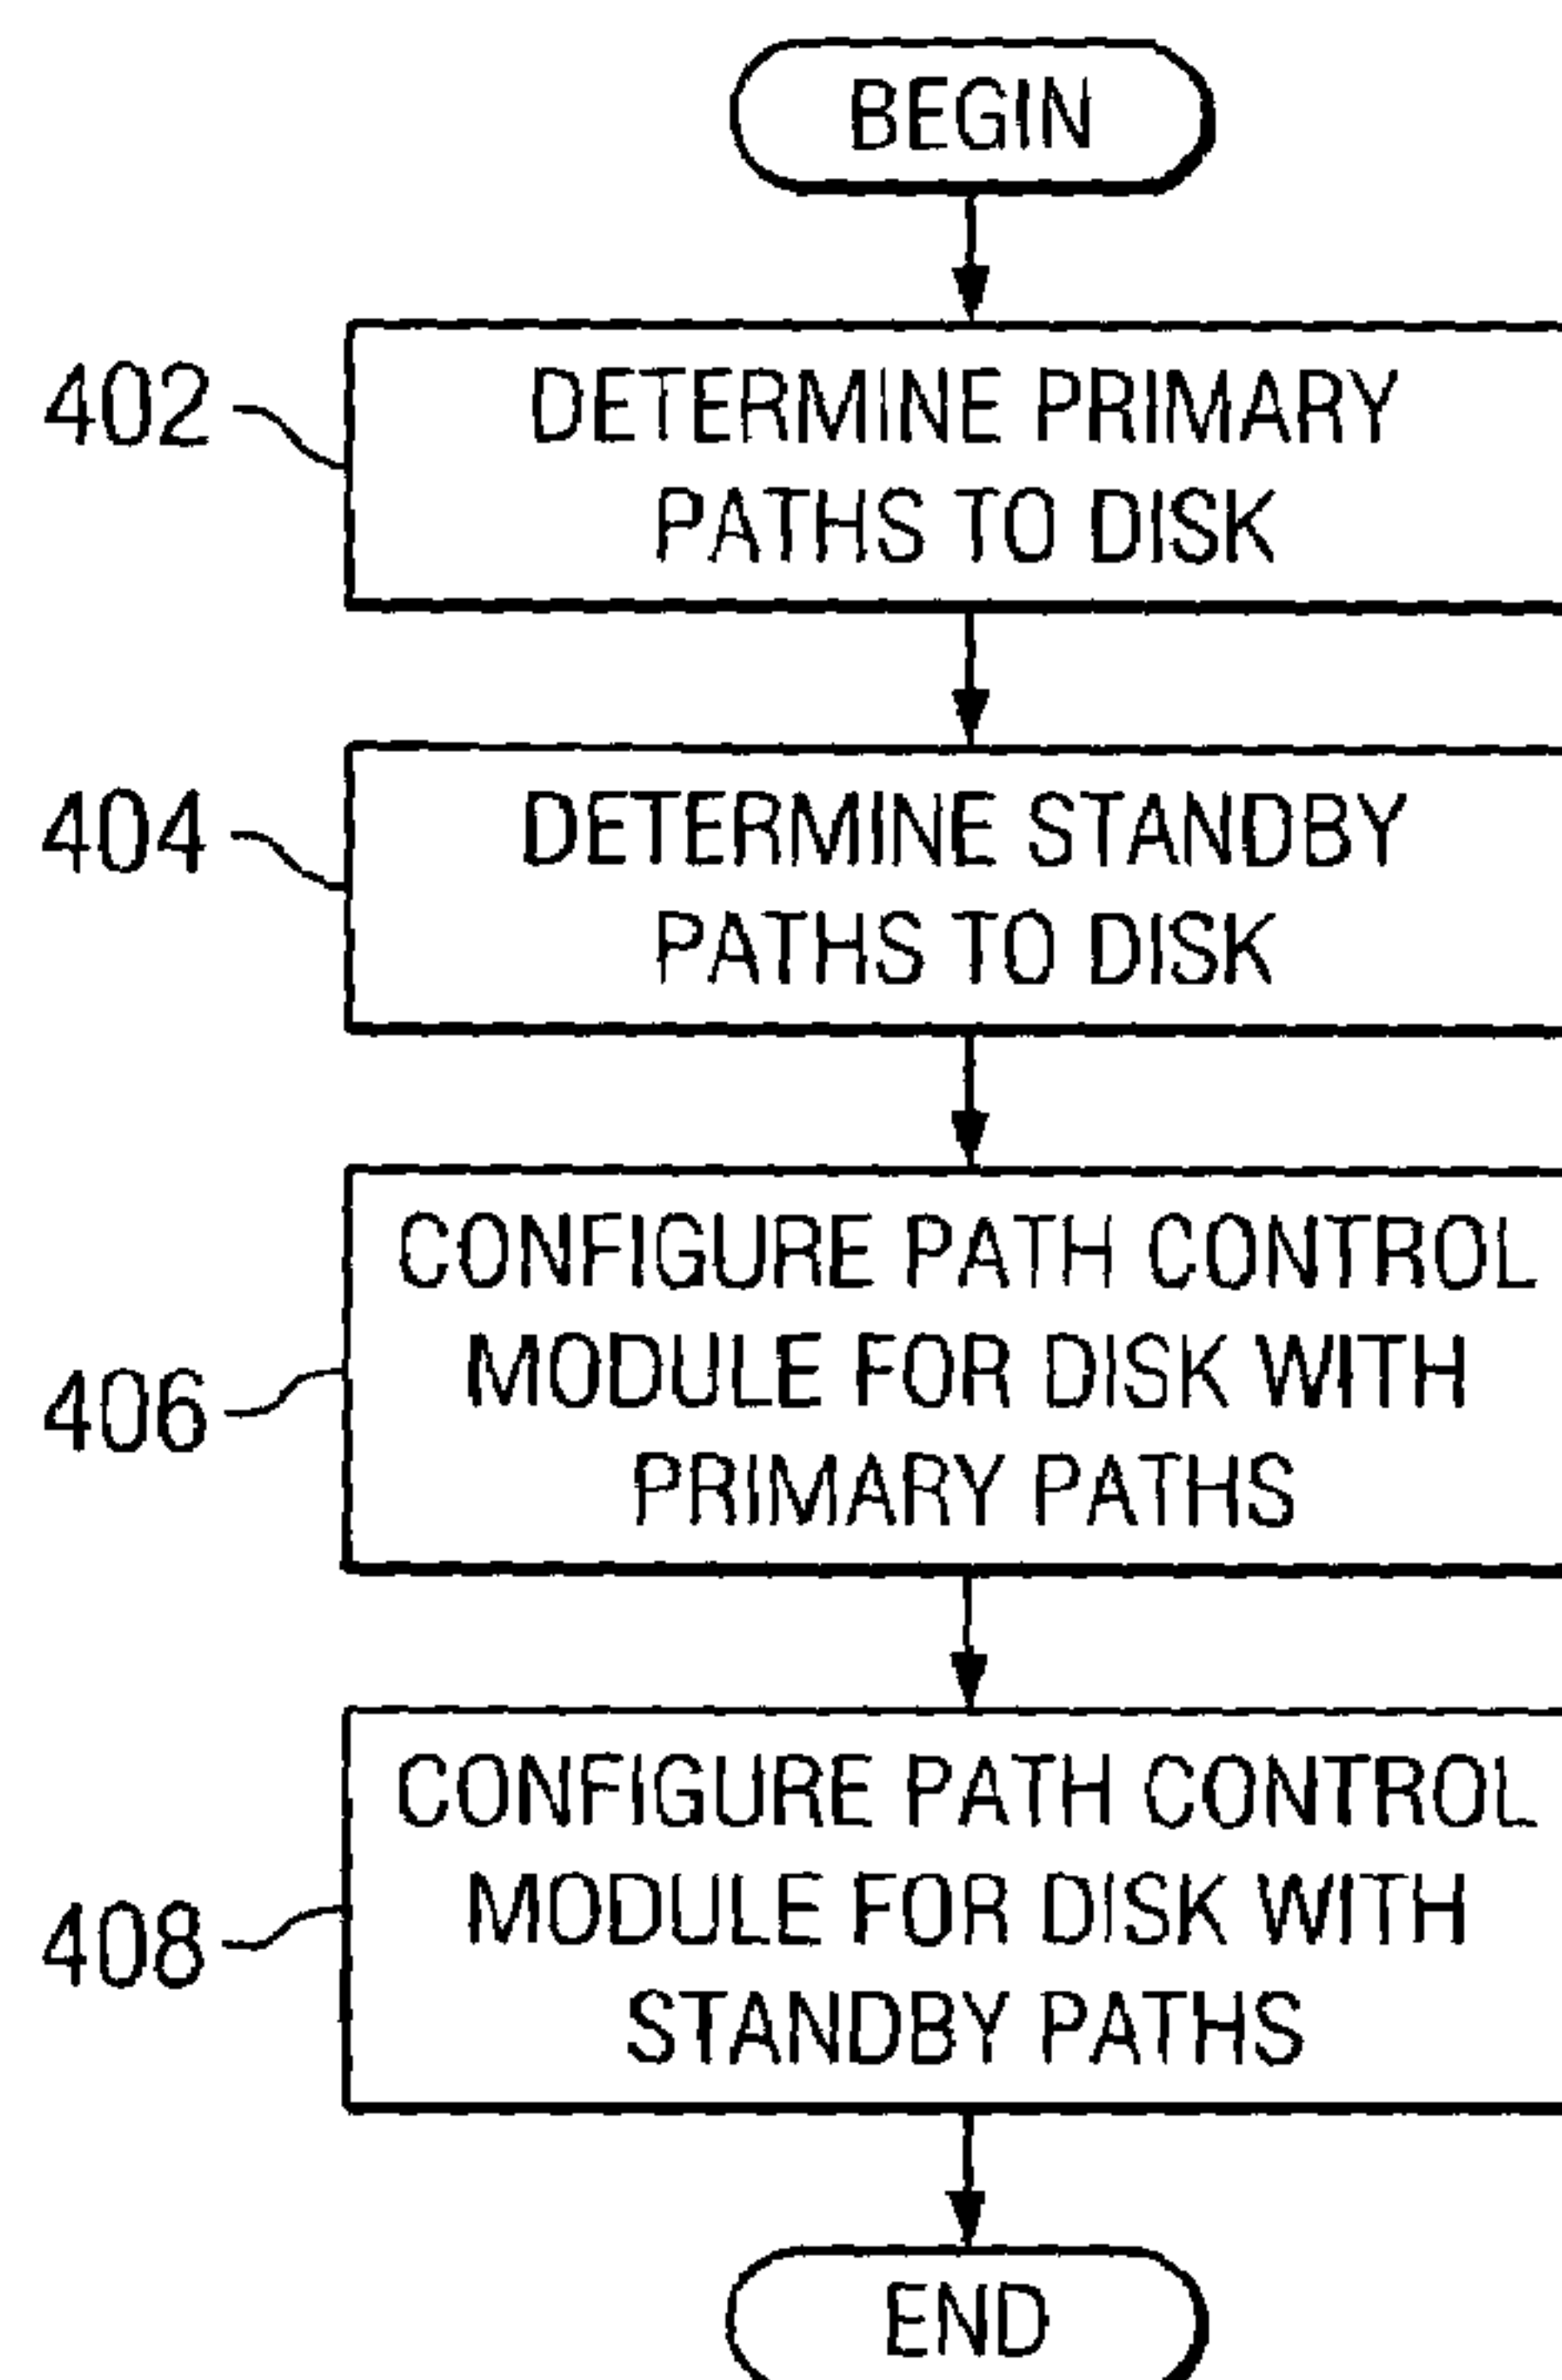 BEGIN
402
DETERMINE PRIMARY
PATHS TO DISK
404
DETERMINE STANDBY
PATHS TO DISK
406
CONFIGURE PATH CONTROL
MODULE FOR DISK WITH
PRIMARY PATHS
408
CONFIGURE PATH CONTROL
MODULE FOR DISK WITH
STANDBY PATHS
END